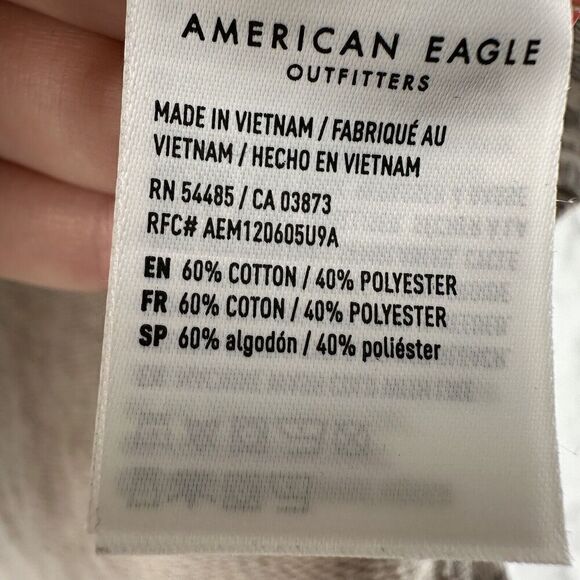 AMERICAN EAGLE
OUTFITTERS
MADE IN VIETNAM / FABRIQUÉ AU
VIETNAM / HECHO EN VIETNAM
RN 54485 / CA 03873
RFC# AEM120605U9A
EN 60% COTTON / 40% POLYESTER
FR 60% COTON / 40% POLYESTER
SP 60% algodón / 40% poliéster